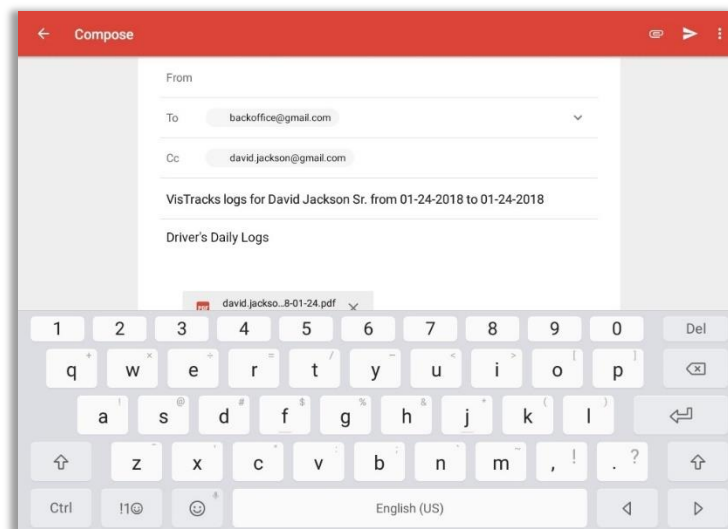 Compose
From
To backoffice@gmail.com
Cc david.jackson@gmail.com
VisTracks logs for David Jackson Sr. from 01-24-2018 to 01-24-2018
Driver's Daily Logs
PDF david.jackso...8-01-24.pdf
1 2 3 4 5 6 7 8 9 0 Del
+ × ÷ = / _ < > [ ]
q w e r t y u i o p
! @ # $ % & * ( )
a s d f g h j k l
z x c v b n m , ! . ?
Ctrl !1☺ English (US)